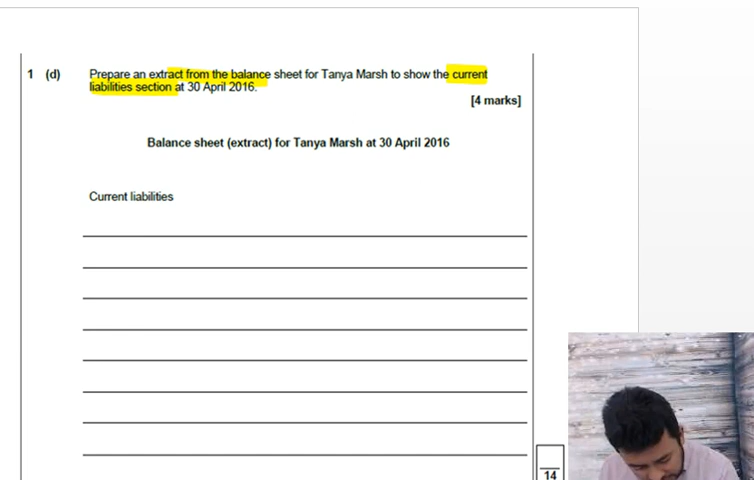 1 (d) Prepare an extract from the balance sheet for Tanya Marsh to show the current
liabilities section at 30 April 2016.
[4 marks]
Balance sheet (extract) for Tanya Marsh at 30 April 2016
Current liabilities
14